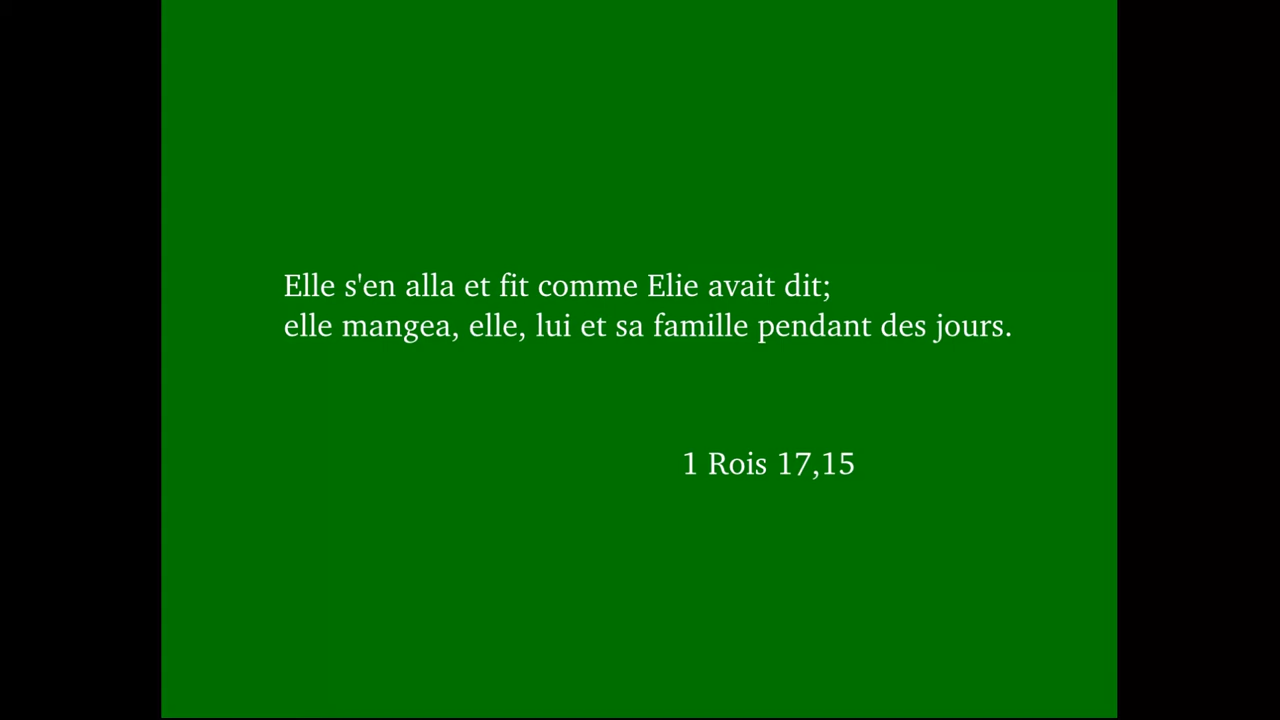 Elle s'en alla et fit comme Elie avait dit;
elle mangea, elle, lui et sa famille pendant des jours.
1 Rois 17,15